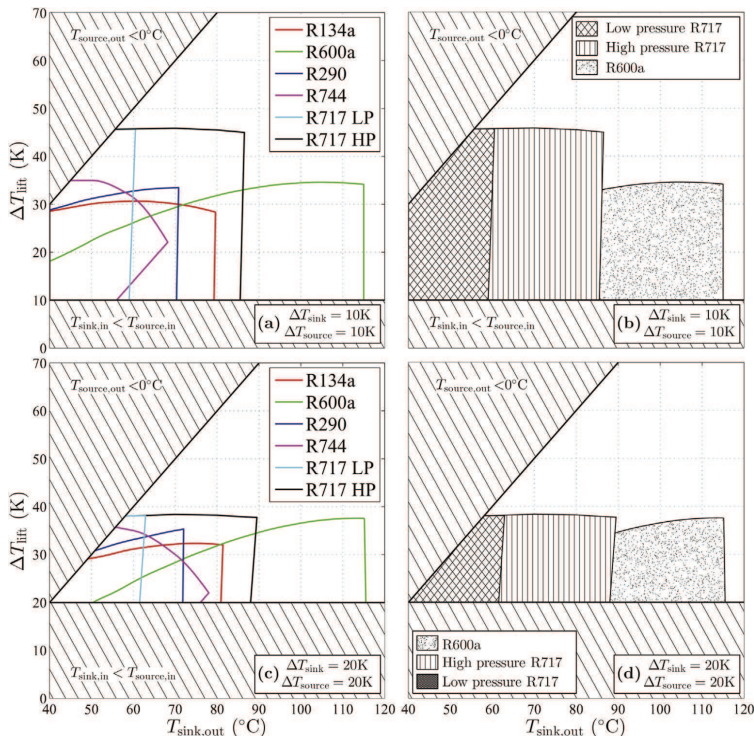 70
60
50
40
30
20
10
0
ΔT_lift (K)
T_source,out <0°C
R134a
R600a
R290
R744
R717 LP
R717 HP
T_sink,in < T_source,in
(a)
ΔT_sink = 10K
ΔT_source = 10K
Low pressure R717
High pressure R717
R600a
T_sink,in < T_source,in
(b)
ΔT_sink = 10K
ΔT_source = 10K
70
60
50
40
30
20
10
0
ΔT_lift (K)
T_source,out <0°C
R134a
R600a
R290
R744
R717 LP
R717 HP
T_sink,in < T_source,in
(c)
ΔT_sink = 20K
ΔT_source = 20K
40 50 60 70 80 90 100 110 120
T_sink,out (°C)
T_source,out <0°C
R600a
High pressure R717
Low pressure R717
(d)
ΔT_sink = 20K
ΔT_source = 20K
40 50 60 70 80 90 100 110 120
T_sink,out (°C)